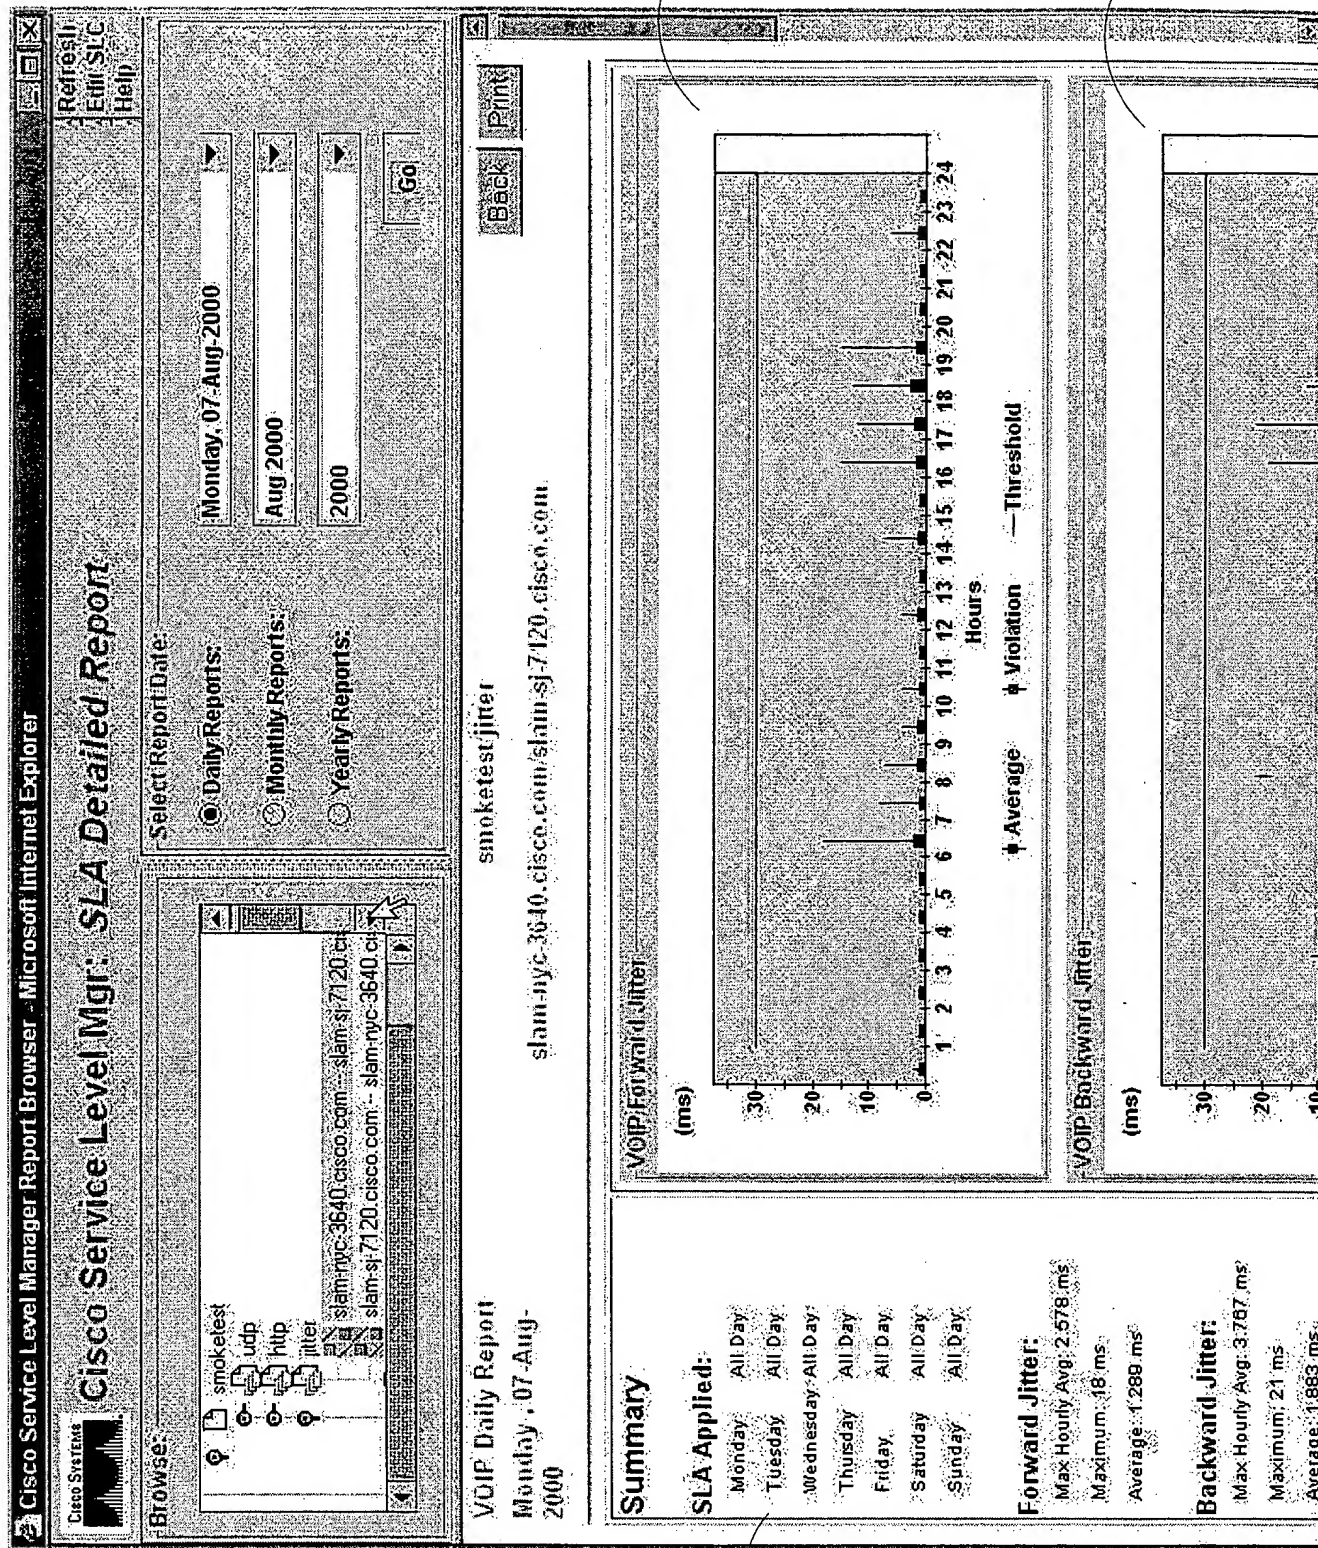 Cisco Service Level Manager Report Browser - Microsoft Internet Explorer
Cisco Systems
Cisco Service Level Mgr: SLA Detailed Report
Refresh
Edit SLC
Help
Browse:
smoketest
udp
http
jitter
slam-nyc-3640.cisco.com -- slam-sj-7120.cis
slam-sj-7120.cisco.com -- slam-nyc-3640.ci
Select Report Date:
Daily Reports:
Monday, 07-Aug-2000
Monthly Reports:
Aug 2000
Yearly Reports:
2000
Go
VOIP Daily Report
Monday , 07-Aug-
2000
smoketest/jitter
slam-nyc-3640.cisco.com/slam-sj-7120.cisco.com
Back
Print
Summary
SLA Applied:
Monday All Day
Tuesday All Day
Wednesday All Day
Thursday All Day
Friday All Day
Saturday All Day
Sunday All Day
Forward Jitter:
Max Hourly Avg: 2.578 ms
Maximum: 18 ms
Average: 1.289 ms
Backward Jitter:
Max Hourly Avg: 3.767 ms
Maximum: 21 ms
Average: 1.883 ms
VOIP Forward Jitter
(ms)
30
20
10
0
1 2 3 4 5 6 7 8 9 10 11 12 13 14 15 16 17 18 19 20 21 22 23 24
Hours
Average Violation Threshold
VOIP Backward Jitter
(ms)
30
20
10